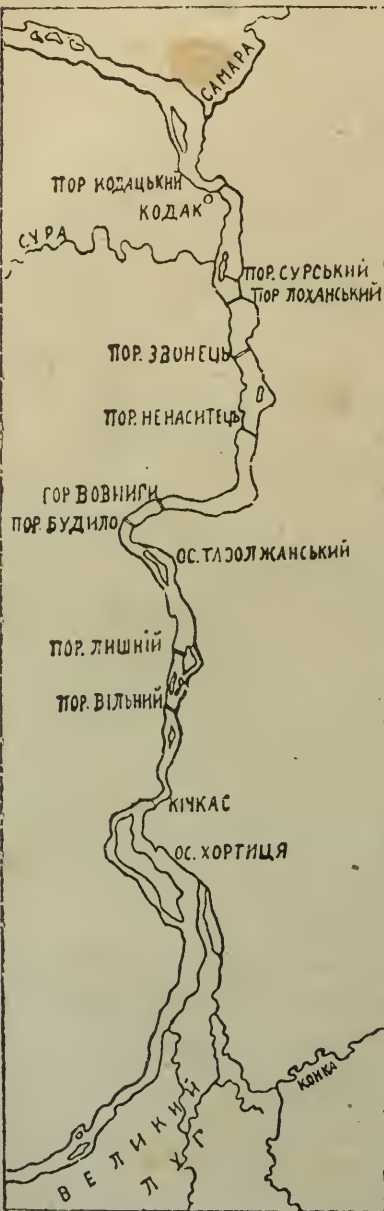 САМАРА
ПОР КОДАЦЬКИЙ
КОДАК
СУРА
ПОР. СУРСЬКИЙ
ПОР ЛОХАНСЬКИЙ
ПОР. ЗВОНЕЦЬ
ПОР. НЕНАСИТЕЦЬ
ГОР ВОВНИГИ
ПОР. БУДИЛО
ОС. ТАВОЛЖАНСЬКИЙ
ПОР. ЛИШНІЙ
ПОР. ВІЛЬНИЙ
КІЧКАС
ОС. ХОРТИЦЯ
КОНКА
ВЕЛИКИЙ
ЛУГ